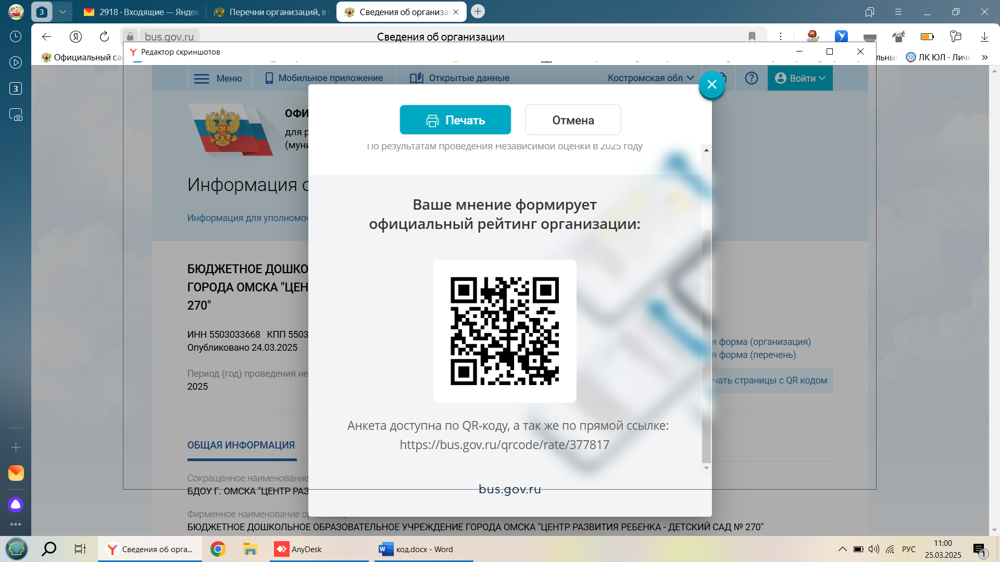 3
2918 · Входящие — Яндек
Перечни организаций, в
Сведения об организа
bus.gov.ru
Сведения об организации
Официальный са
ЛК ЮЛ - Личн
Редактор скриншотов
3
Меню
Мобильное приложение
Открытые данные
Костромская обл
Войти
ОФИ
для р
(муни
Информация о
Информация для уполномоч
БЮДЖЕТНОЕ ДОШКО
ГОРОДА ОМСКА "ЦЕН
270"
ИНН 5503033668 КПП 5503
Опубликовано 24.03.2025
Период (год) проведения не
2025
я форма (организация)
я форма (перечень)
чать страницы с QR кодом
ОБЩАЯ ИНФОРМАЦИЯ
Сокращенное наименование
БДОУ Г. ОМСКА "ЦЕНТР РАЗ
Фирменное наименование организации
БЮДЖЕТНОЕ ДОШКОЛЬНОЕ ОБРАЗОВАТЕЛЬНОЕ УЧРЕЖДЕНИЕ ГОРОДА ОМСКА "ЦЕНТР РАЗВИТИЯ РЕБЕНКА - ДЕТСКИЙ САД № 270"
Печать
Отмена
По результатам проведения независимой оценки в 2025 году
Ваше мнение формирует
официальный рейтинг организации:
Анкета доступна по QR-коду, а так же по прямой ссылке:
https://bus.gov.ru/qrcode/rate/377817
bus.gov.ru
Сведения об орга...
AnyDesk
код.docx - Word
РУС
11:00
25.03.2025
1